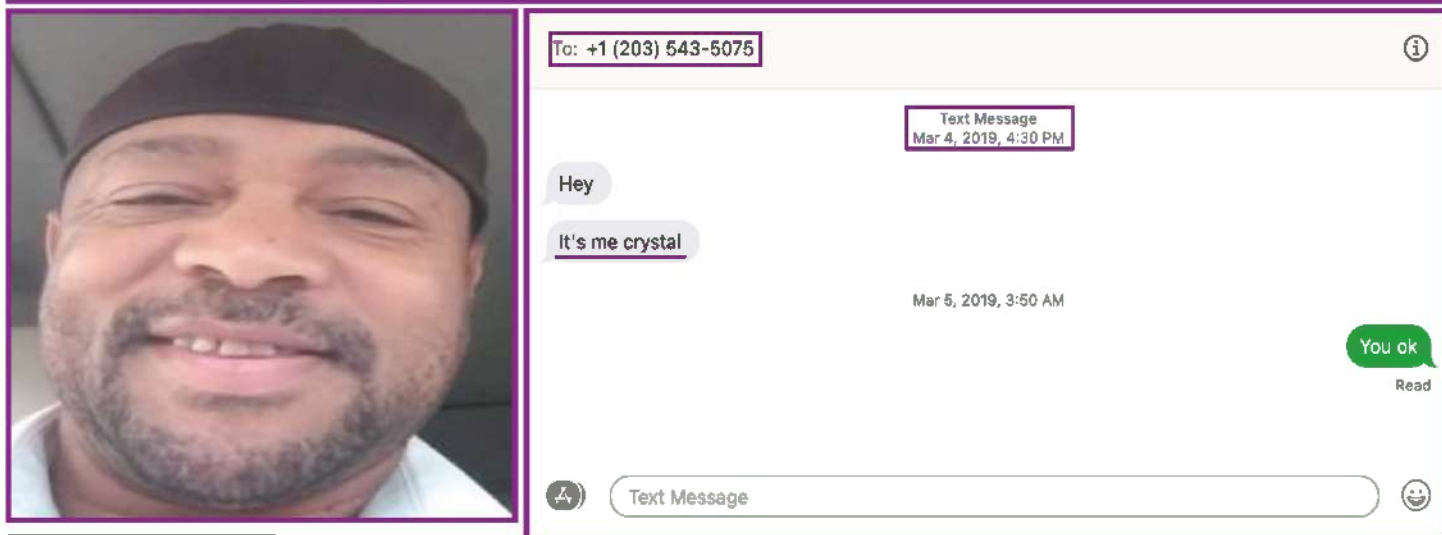 To: +1 (203) 543-5075
Text Message
Mar 4, 2019, 4:30 PM
Hey
It's me crystal
Mar 5, 2019, 3:50 AM
You ok
Read
Text Message